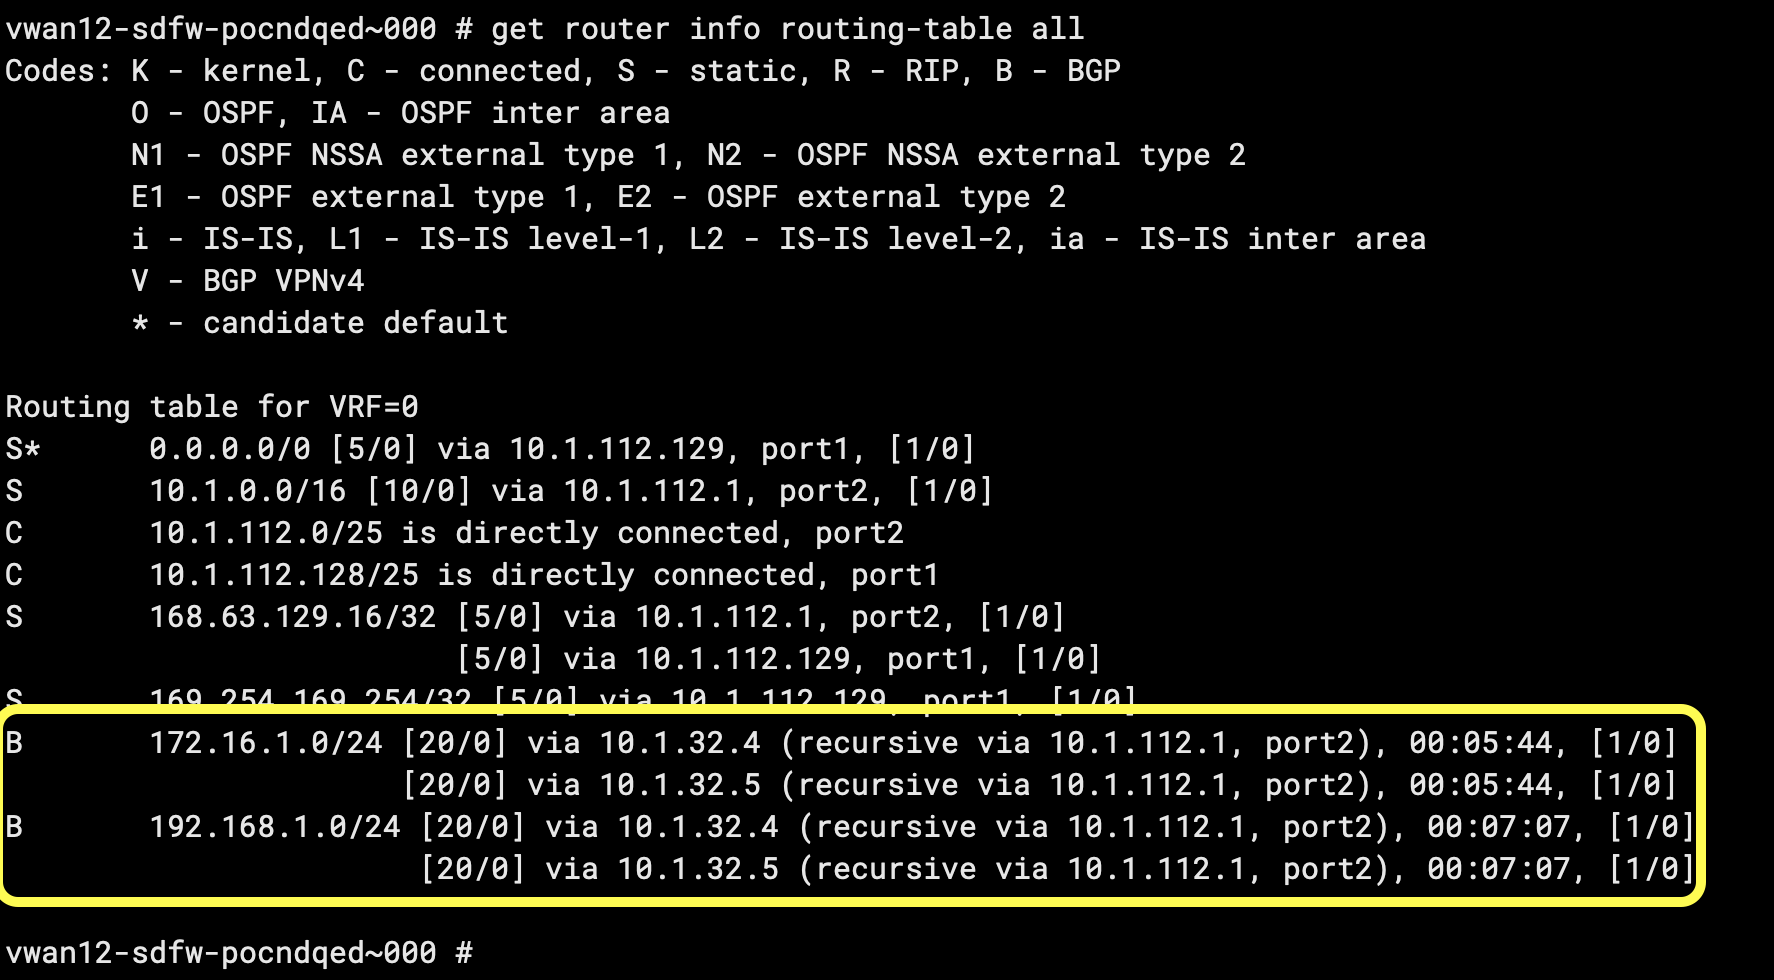 vwan12-sdfw-pocndqed~000 # get router info routing-table all
Codes: K - kernel, C - connected, S - static, R - RIP, B - BGP
       O - OSPF, IA - OSPF inter area
       N1 - OSPF NSSA external type 1, N2 - OSPF NSSA external type 2
       E1 - OSPF external type 1, E2 - OSPF external type 2
       i - IS-IS, L1 - IS-IS level-1, L2 - IS-IS level-2, ia - IS-IS inter area
       V - BGP VPNv4
       * - candidate default

Routing table for VRF=0
S*      0.0.0.0/0 [5/0] via 10.1.112.129, port1, [1/0]
S       10.1.0.0/16 [10/0] via 10.1.112.1, port2, [1/0]
C       10.1.112.0/25 is directly connected, port2
C       10.1.112.128/25 is directly connected, port1
S       168.63.129.16/32 [5/0] via 10.1.112.1, port2, [1/0]
                         [5/0] via 10.1.112.129, port1, [1/0]
S       169.254.169.254/32 [5/0] via 10.1.112.129, port1, [1/0]
B       172.16.1.0/24 [20/0] via 10.1.32.4 (recursive via 10.1.112.1, port2), 00:05:44, [1/0]
                      [20/0] via 10.1.32.5 (recursive via 10.1.112.1, port2), 00:05:44, [1/0]
B       192.168.1.0/24 [20/0] via 10.1.32.4 (recursive via 10.1.112.1, port2), 00:07:07, [1/0]
                       [20/0] via 10.1.32.5 (recursive via 10.1.112.1, port2), 00:07:07, [1/0]

vwan12-sdfw-pocndqed~000 #